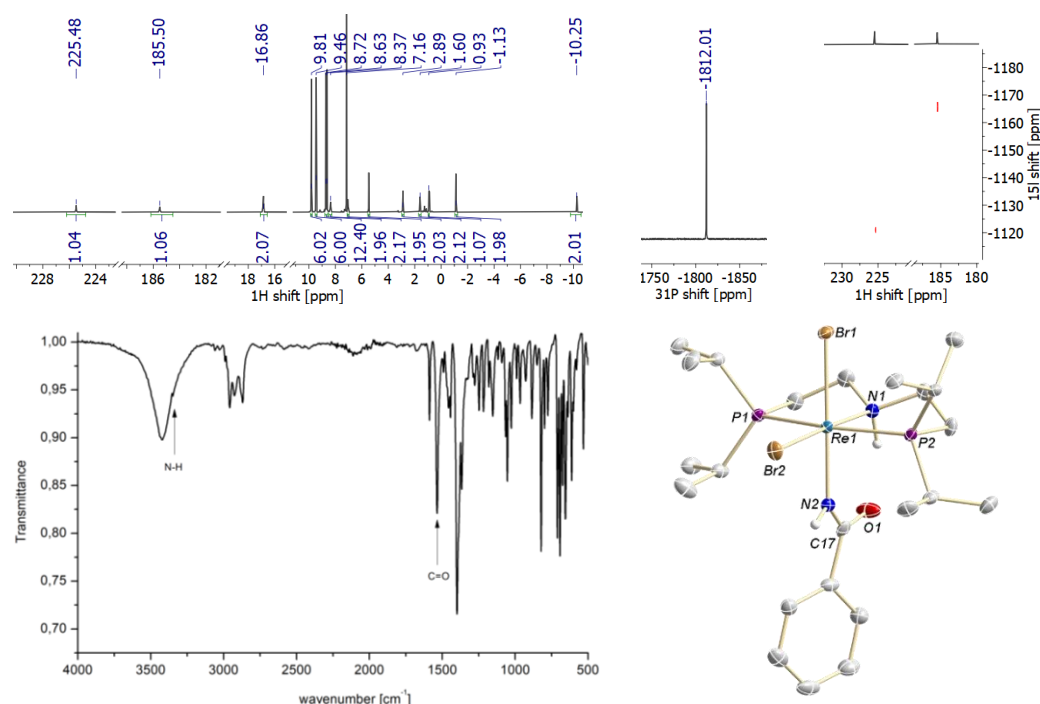 225.48
185.50
16.86
9.81
9.46
8.72
8.63
8.37
7.16
2.89
1.60
0.93
-1.13
-10.25
1.04
1.06
2.07
6.02
6.00
12.40
1.96
2.17
1.95
2.03
2.12
1.07
1.98
2.01
228 224 184 180 18 16 10 8 6 4 2 0 -2 -4 -6 -8 -10
1H shift [ppm]
-1812.01
-1750 -1850
31P shift [ppm]
-1180
-1170
-1160
-1150
-1140
-1130
-1120
15I shift [ppm]
230 225 185 180
1H shift [ppm]
1,00
0,95
0,90
0,85
0,80
0,75
0,70
Transmittance
N-H
C=O
4000 3500 3000 2500 2000 1500 1000 500
wavenumber [cm-1]
Br1
N1
P1
Re1
P2
Br2
N2
O1
C17